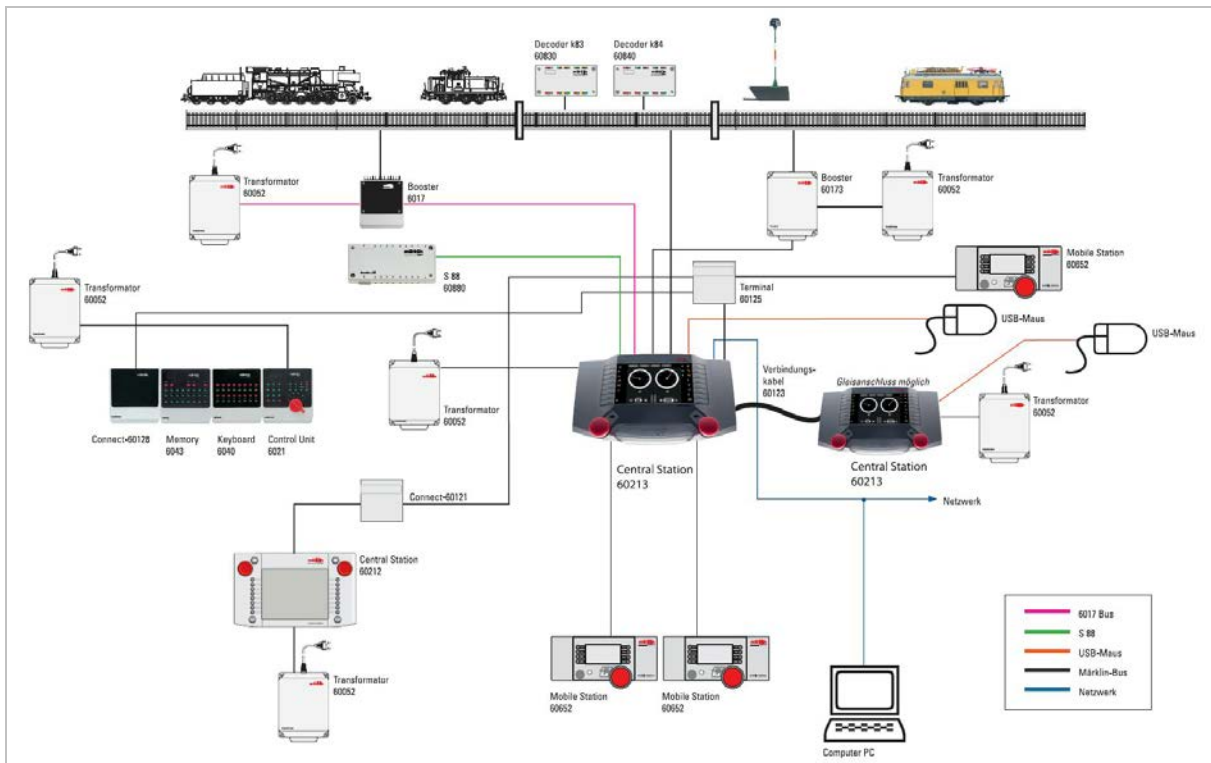 Decoder k83
60830
Decoder k84
60840
Transformator
60052
Booster
6017
Booster
60173
Transformator
60052
S 88
60880
Terminal
60125
Mobile Station
60652
Transformator
60052
USB-Maus
USB-Maus
Verbindungs-
kabel
60123
Gleisanschluss möglich
Transformator
60052
Transformator
60052
Connect-60128
Memory
6043
Keyboard
6040
Control Unit
6021
Central Station
60213
Central Station
60213
Connect-60121
Netzwerk
Central Station
60212
Transformator
60052
Mobile Station
60652
Mobile Station
60652
Computer PC
6017 Bus
S 88
USB-Maus
Märklin-Bus
Netzwerk